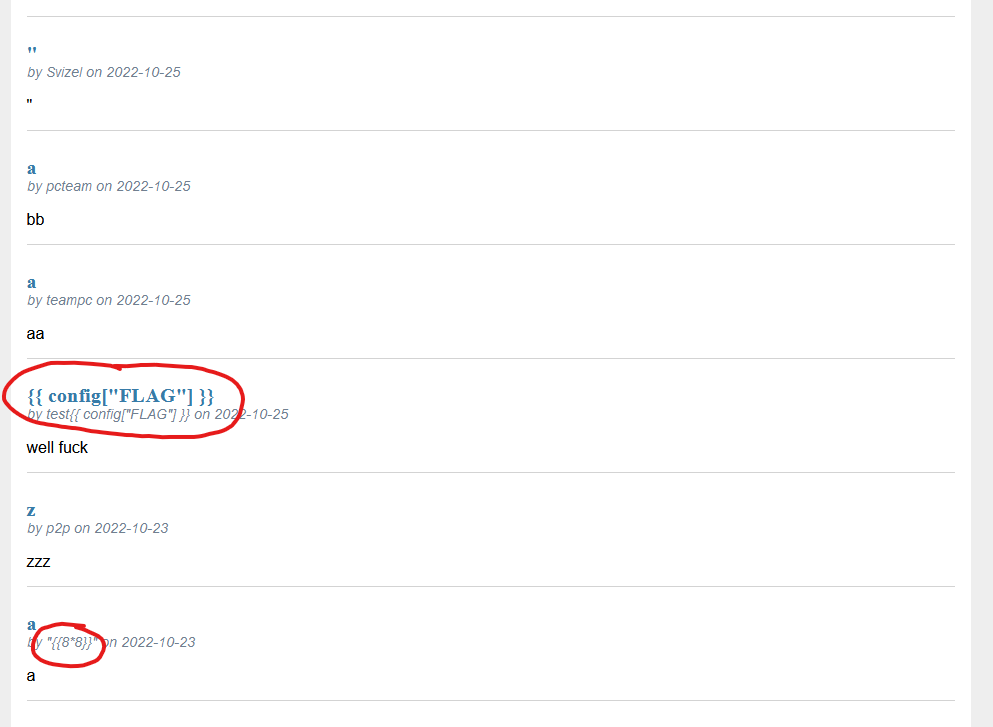 "
by Svizel on 2022-10-25
"
a
by pcteam on 2022-10-25
bb
a
by teampc on 2022-10-25
aa
{{ config["FLAG"] }}
by test{{ config["FLAG"] }} on 2022-10-25
well fuck
z
by p2p on 2022-10-23
zzz
a
by "{{8*8}}" on 2022-10-23
a